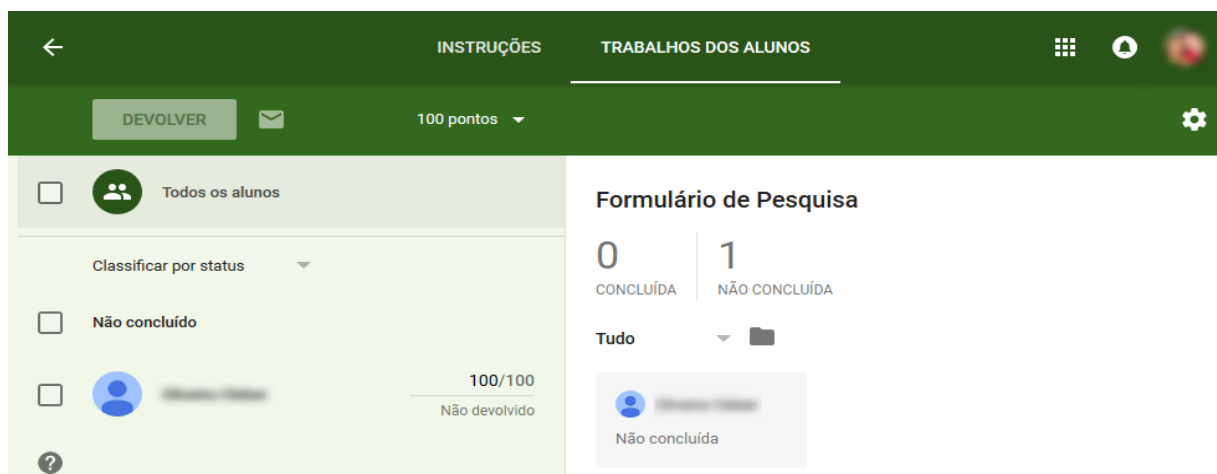 INSTRUÇÕES TRABALHOS DOS ALUNOS
DEVOLVER 100 pontos
Todos os alunos
Classificar por status
Não concluído
100/100
Não devolvido
Formulário de Pesquisa
0 1
CONCLUÍDA NÃO CONCLUÍDA
Tudo
Não concluída